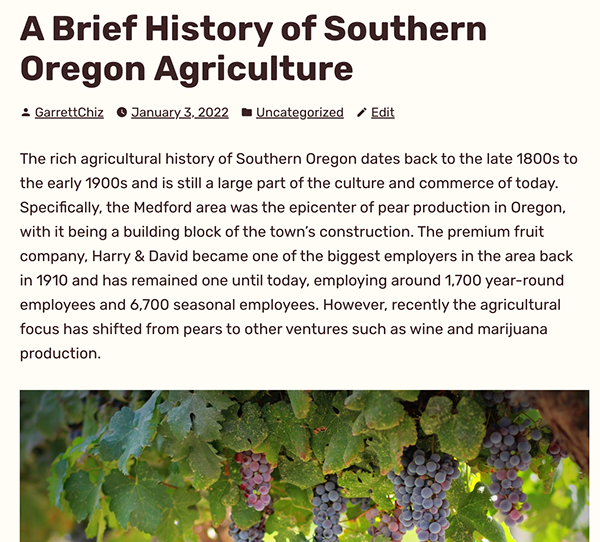 A Brief History of Southern
Oregon Agriculture
GarrettChiz January 3, 2022 Uncategorized Edit
The rich agricultural history of Southern Oregon dates back to the late 1800s to
the early 1900s and is still a large part of the culture and commerce of today.
Specifically, the Medford area was the epicenter of pear production in Oregon,
with it being a building block of the town’s construction. The premium fruit
company, Harry & David became one of the biggest employers in the area back
in 1910 and has remained one until today, employing around 1,700 year-round
employees and 6,700 seasonal employees. However, recently the agricultural
focus has shifted from pears to other ventures such as wine and marijuana
production.